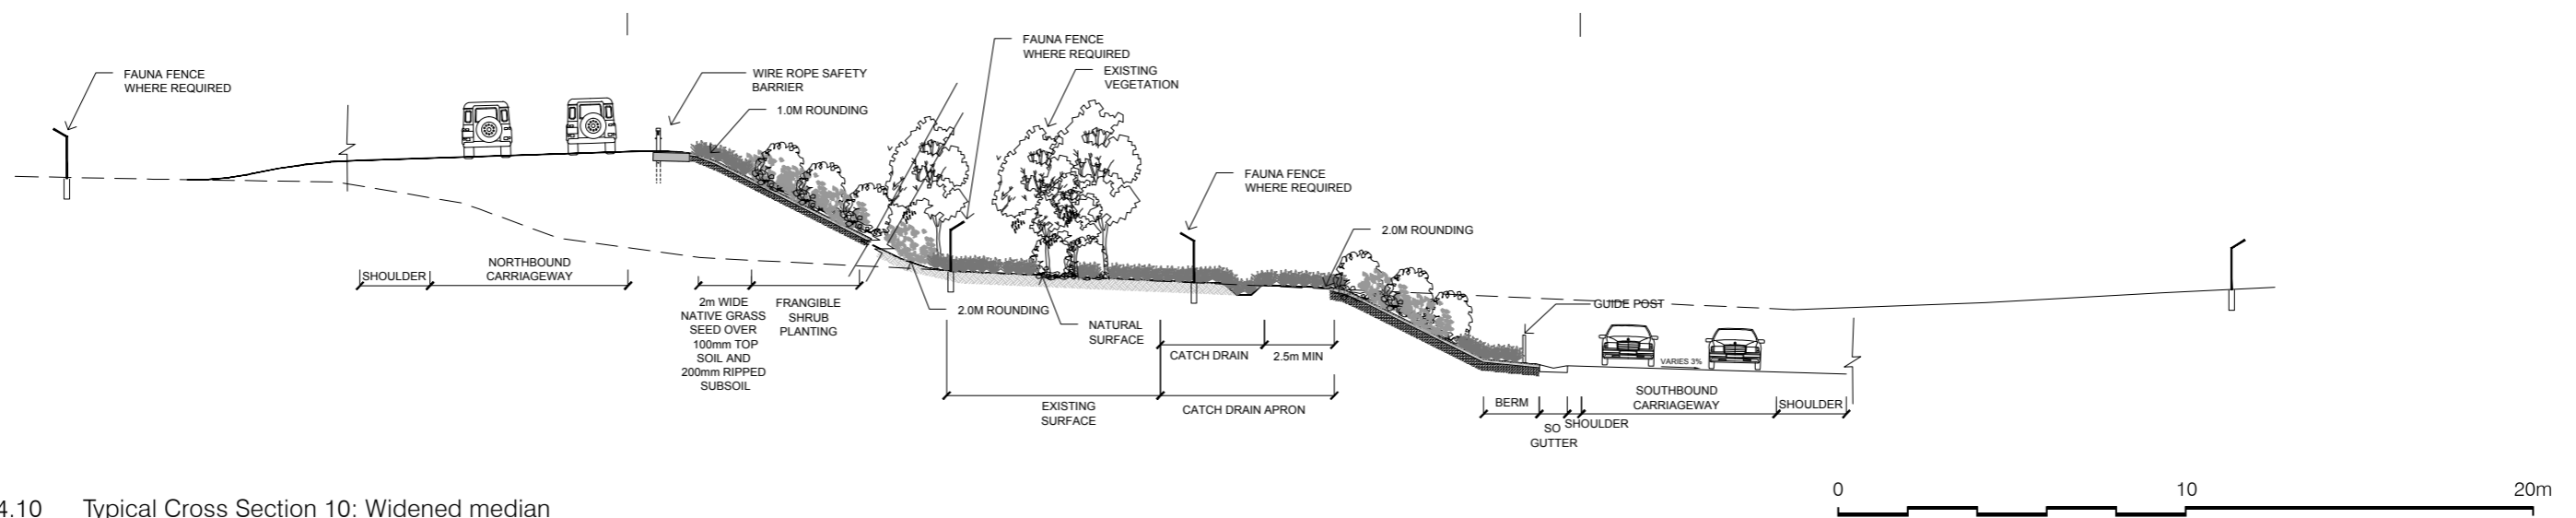 FAUNA FENCE
WHERE REQUIRED
WIRE ROPE SAFETY
BARRIER
1.0M ROUNDING
FAUNA FENCE
WHERE REQUIRED
EXISTING
VEGETATION
FAUNA FENCE
WHERE REQUIRED
2.0M ROUNDING
SHOULDER
NORTHBOUND
CARRIAGEWAY
2m WIDE
NATIVE GRASS
SEED OVER
100mm TOP
SOIL AND
200mm RIPPED
SUBSOIL
FRANGIBLE
SHRUB
PLANTING
2.0M ROUNDING
NATURAL
SURFACE
CATCH DRAIN
2.5m MIN
EXISTING
SURFACE
CATCH DRAIN APRON
GUIDE POST
VARIES 3%
BERM
SO
GUTTER
SHOULDER
SOUTHBOUND
CARRIAGEWAY
SHOULDER
4.10 Typical Cross Section 10: Widened median
0 10 20m